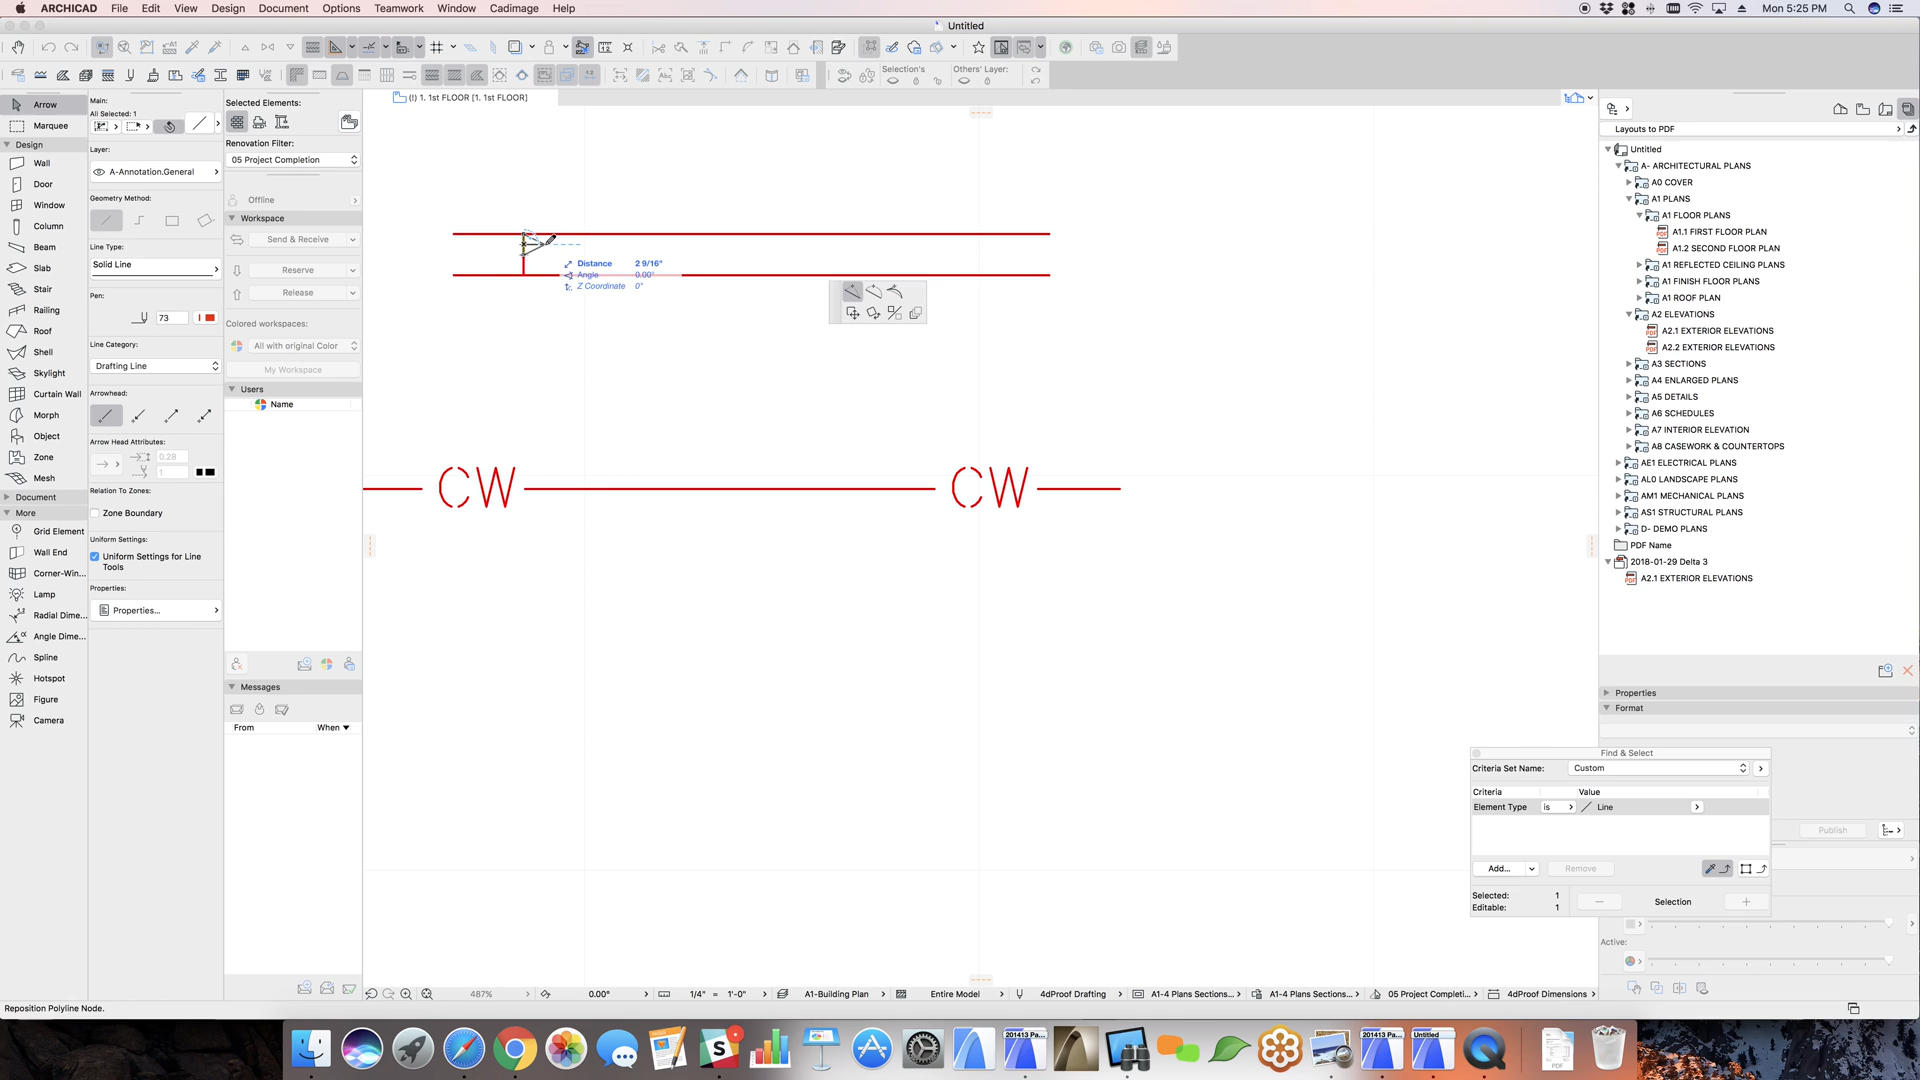 ARCHICAD File Edit View Design Document Options Teamwork Window Cadimage Help Mon 5:25 PM
Untitled
Selection's Others' Layer:
(!) 1. 1st FLOOR [1. 1st FLOOR]
Arrow
Marquee
Design
Wall
Door
Window
Column
Beam
Slab
Stair
Railing
Roof
Shell
Skylight
Curtain Wall
Morph
Object
Zone
Mesh
Document
More
Grid Element
Wall End
Corner-Win...
Lamp
Radial Dime...
Angle Dime...
Spline
Hotspot
Figure
Camera
Main:
All Selected: 1
Layer:
A-Annotation.General
Geometry Method:
Line Type:
Solid Line
Pen:
73
Line Category:
Drafting Line
Arrowhead:
Arrow Head Attributes:
0.28
1
Relation To Zones:
Zone Boundary
Uniform Settings:
Uniform Settings for Line
Tools
Properties:
Properties...
Selected Elements:
Renovation Filter:
05 Project Completion
Offline
Workspace
Send & Receive
Reserve
Release
Colored workspaces:
All with original Color
My Workspace
Users
Name
Messages
From When
Distance 2 9/16"
Angle 0.00°
Z Coordinate 0"
CW CW
Layouts to PDF
Untitled
A- ARCHITECTURAL PLANS
A0 COVER
A1 PLANS
A1 FLOOR PLANS
A1.1 FIRST FLOOR PLAN
A1.2 SECOND FLOOR PLAN
A1 REFLECTED CEILING PLANS
A1 FINISH FLOOR PLANS
A1 ROOF PLAN
A2 ELEVATIONS
A2.1 EXTERIOR ELEVATIONS
A2.2 EXTERIOR ELEVATIONS
A3 SECTIONS
A4 ENLARGED PLANS
A5 DETAILS
A6 SCHEDULES
A7 INTERIOR ELEVATION
A8 CASEWORK & COUNTERTOPS
AE1 ELECTRICAL PLANS
AL0 LANDSCAPE PLANS
AM1 MECHANICAL PLANS
AS1 STRUCTURAL PLANS
D- DEMO PLANS
PDF Name
2018-01-29 Delta 3
A2.1 EXTERIOR ELEVATIONS
Properties
Format
Find & Select
Criteria Set Name: Custom
Criteria Value
Element Type is Line
Add... Remove
Selected: 1
Editable: 1
Selection
Publish
Active:
487% 0.00° 1/4" = 1'-0" A1-Building Plan Entire Model 4dProof Drafting A1-4 Plans Sections... A1-4 Plans Sections... 05 Project Completi... 4dProof Dimensions
Reposition Polyline Node.
201413 Pa... 201413 Pa... Untitled
PDF